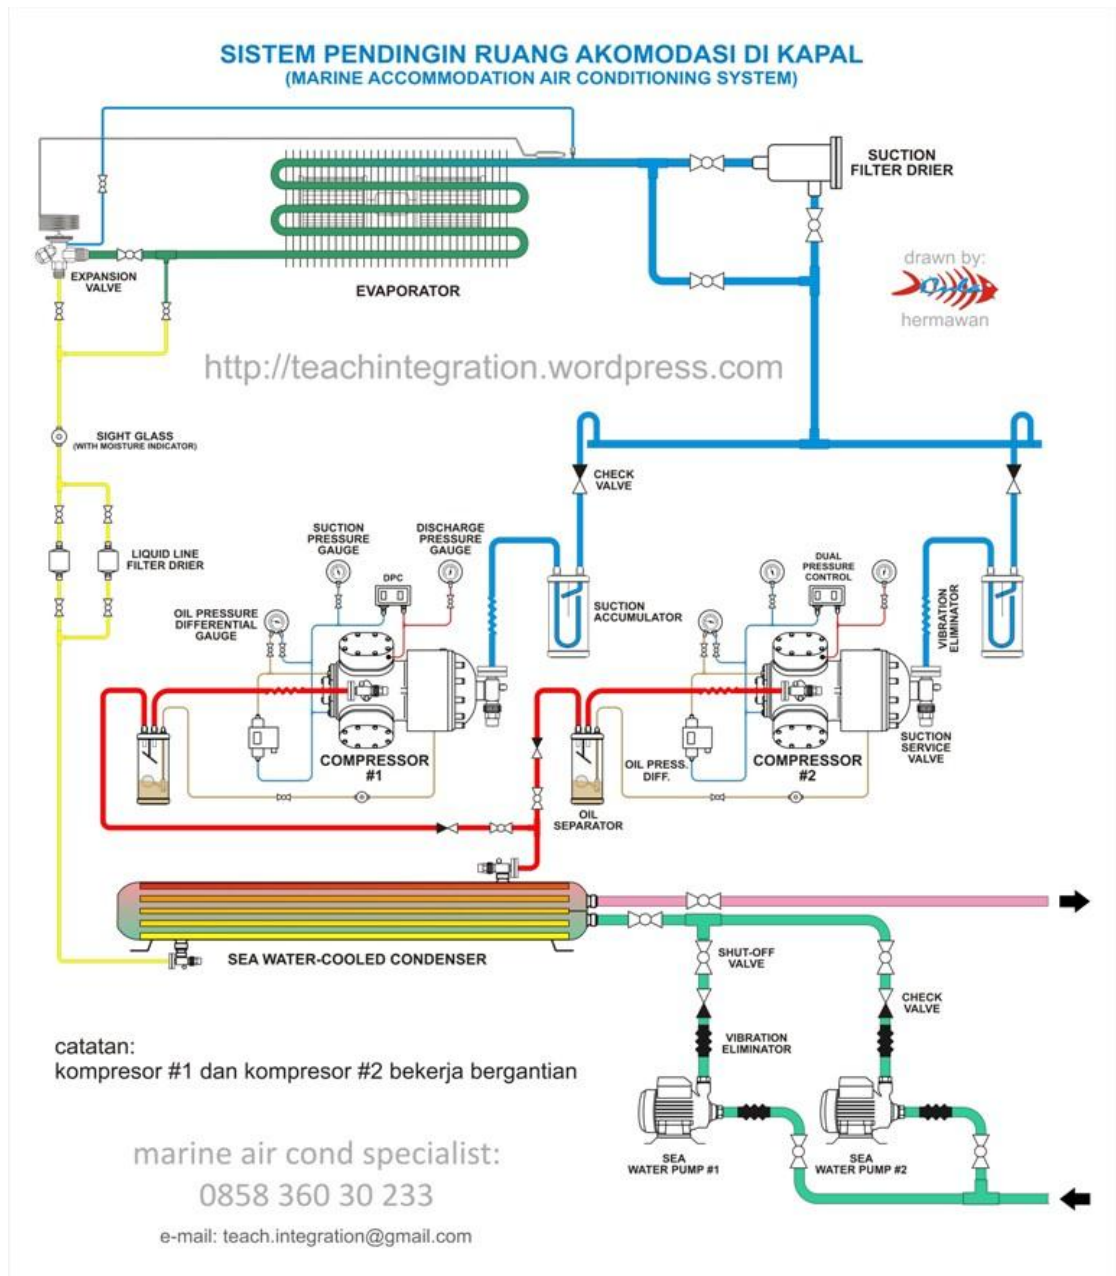 SISTEM PENDINGIN RUANG AKOMODASI DI KAPAL
(MARINE ACCOMMODATION AIR CONDITIONING SYSTEM)
SUCTION
FILTER DRIER
EXPANSION
VALVE
EVAPORATOR
drawn by:
hermawan
http://teachintegration.wordpress.com
SIGHT GLASS
(WITH MOISTURE INDICATOR)
CHECK
VALVE
SUCTION
PRESSURE
GAUGE
DISCHARGE
PRESSURE
GAUGE
DPC
LIQUID LINE
FILTER DRIER
OIL PRESSURE
DIFFERENTIAL
GAUGE
SUCTION
ACCUMULATOR
DUAL
PRESSURE
CONTROL
VIBRATION
ELIMINATOR
COMPRESSOR
#1
OIL PRESS.
DIFF.
COMPRESSOR
#2
SUCTION
SERVICE
VALVE
OIL
SEPARATOR
SEA WATER-COOLED CONDENSER
SHUT-OFF
VALVE
CHECK
VALVE
VIBRATION
ELIMINATOR
catatan:
kompresor #1 dan kompresor #2 bekerja bergantian
SEA
WATER PUMP #1
SEA
WATER PUMP #2
marine air cond specialist:
0858 360 30 233
e-mail: teach.integration@gmail.com